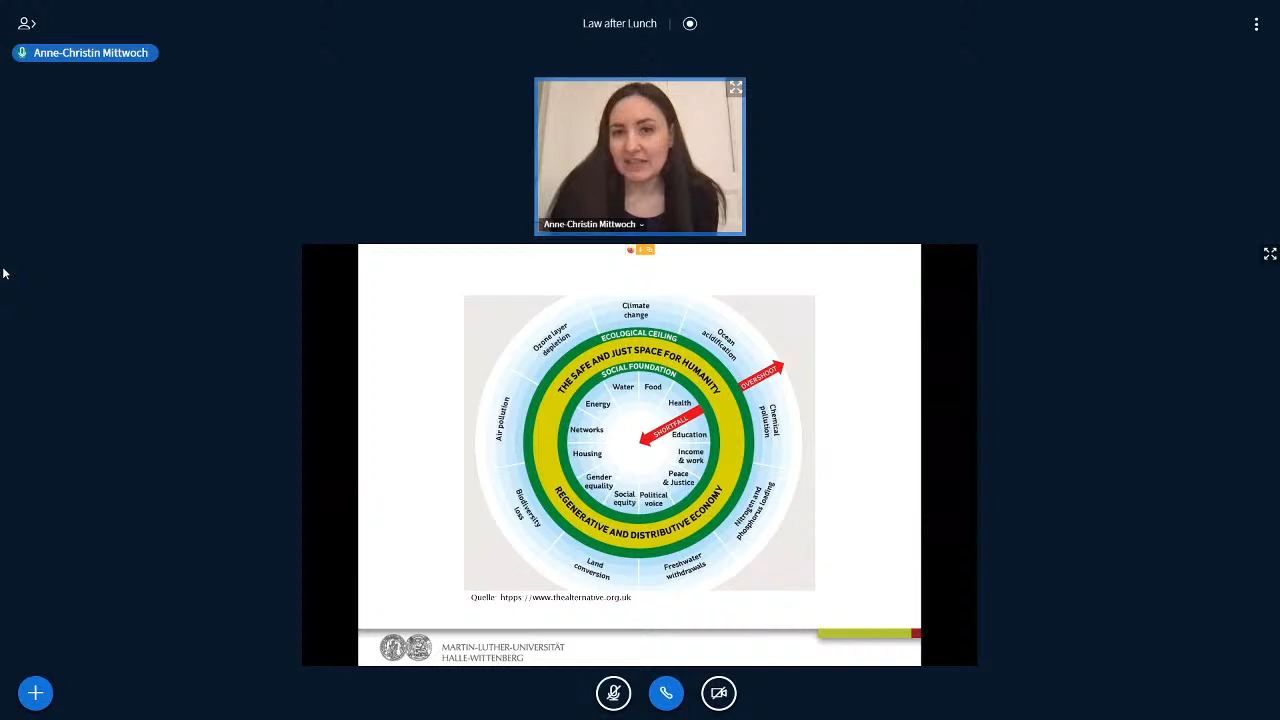 Law after Lunch
Anne-Christin Mittwoch
Anne-Christin Mittwoch
Climate
change
Ozone layer
depletion
Ocean
acidification
ECOLOGICAL CEILING
THE SAFE AND JUST SPACE FOR HUMANITY
SOCIAL FOUNDATION
OVERSHOOT
Water
Food
Energy
Health
Air pollution
Chemical
pollution
SHORTFALL
Networks
Education
Housing
Income
& work
Gender
equality
Peace
& Justice
Social
equity
Political
voice
Biodiversity
loss
Nitrogen and
phosphorus loading
REGENERATIVE AND DISTRIBUTIVE ECONOMY
Land
conversion
Freshwater
withdrawals
Quelle: htpps://www.thealternative.org.uk
MARTIN-LUTHER-UNIVERSITÄT
HALLE-WITTENBERG